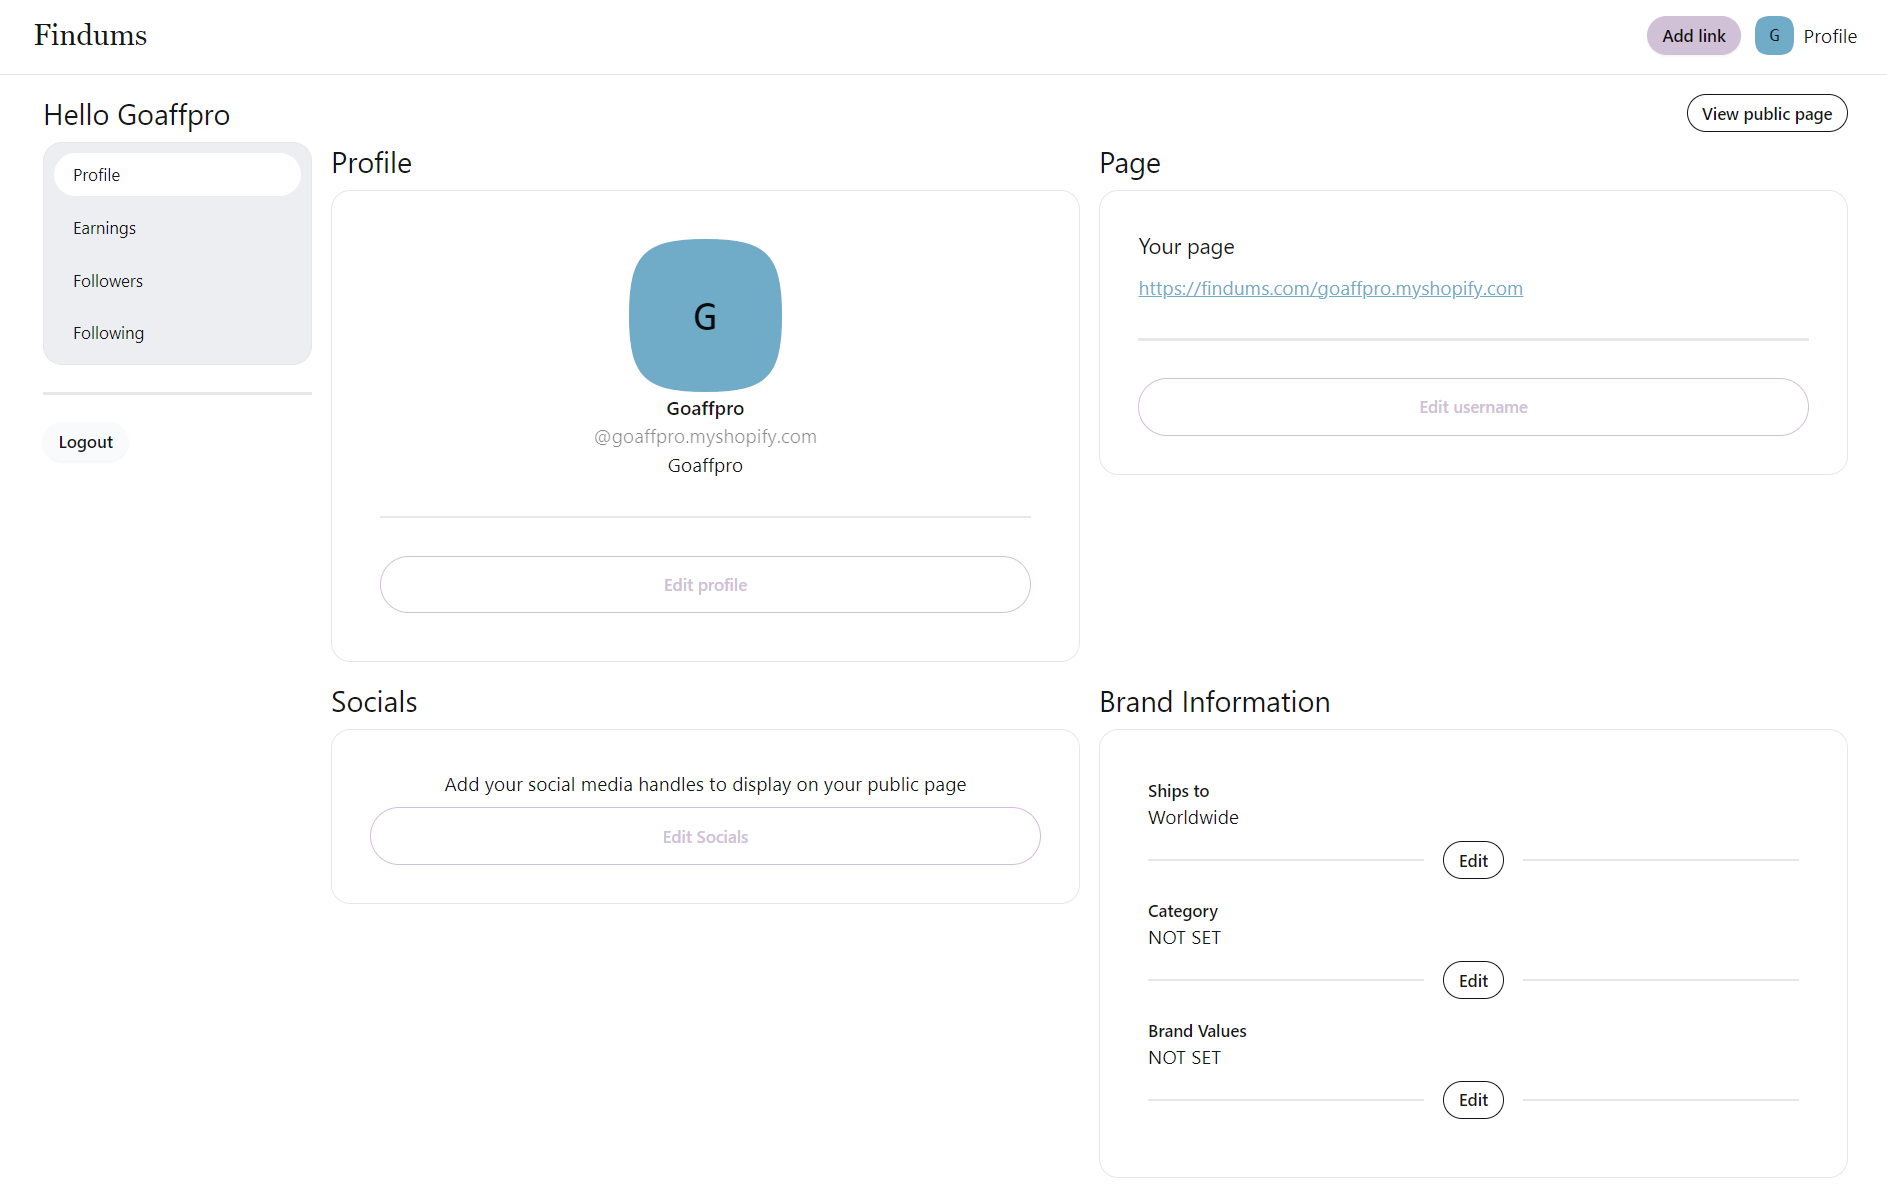 Findums
Add link
G
Profile
Hello Goaffpro
View public page
Profile
Earnings
Followers
Following
Logout
Profile
G
Goaffpro
@goaffpro.myshopify.com
Goaffpro
Edit profile
Page
Your page
https://findums.com/goaffpro.myshopify.com
Edit username
Socials
Add your social media handles to display on your public page
Edit Socials
Brand Information
Ships to
Worldwide
Edit
Category
NOT SET
Edit
Brand Values
NOT SET
Edit